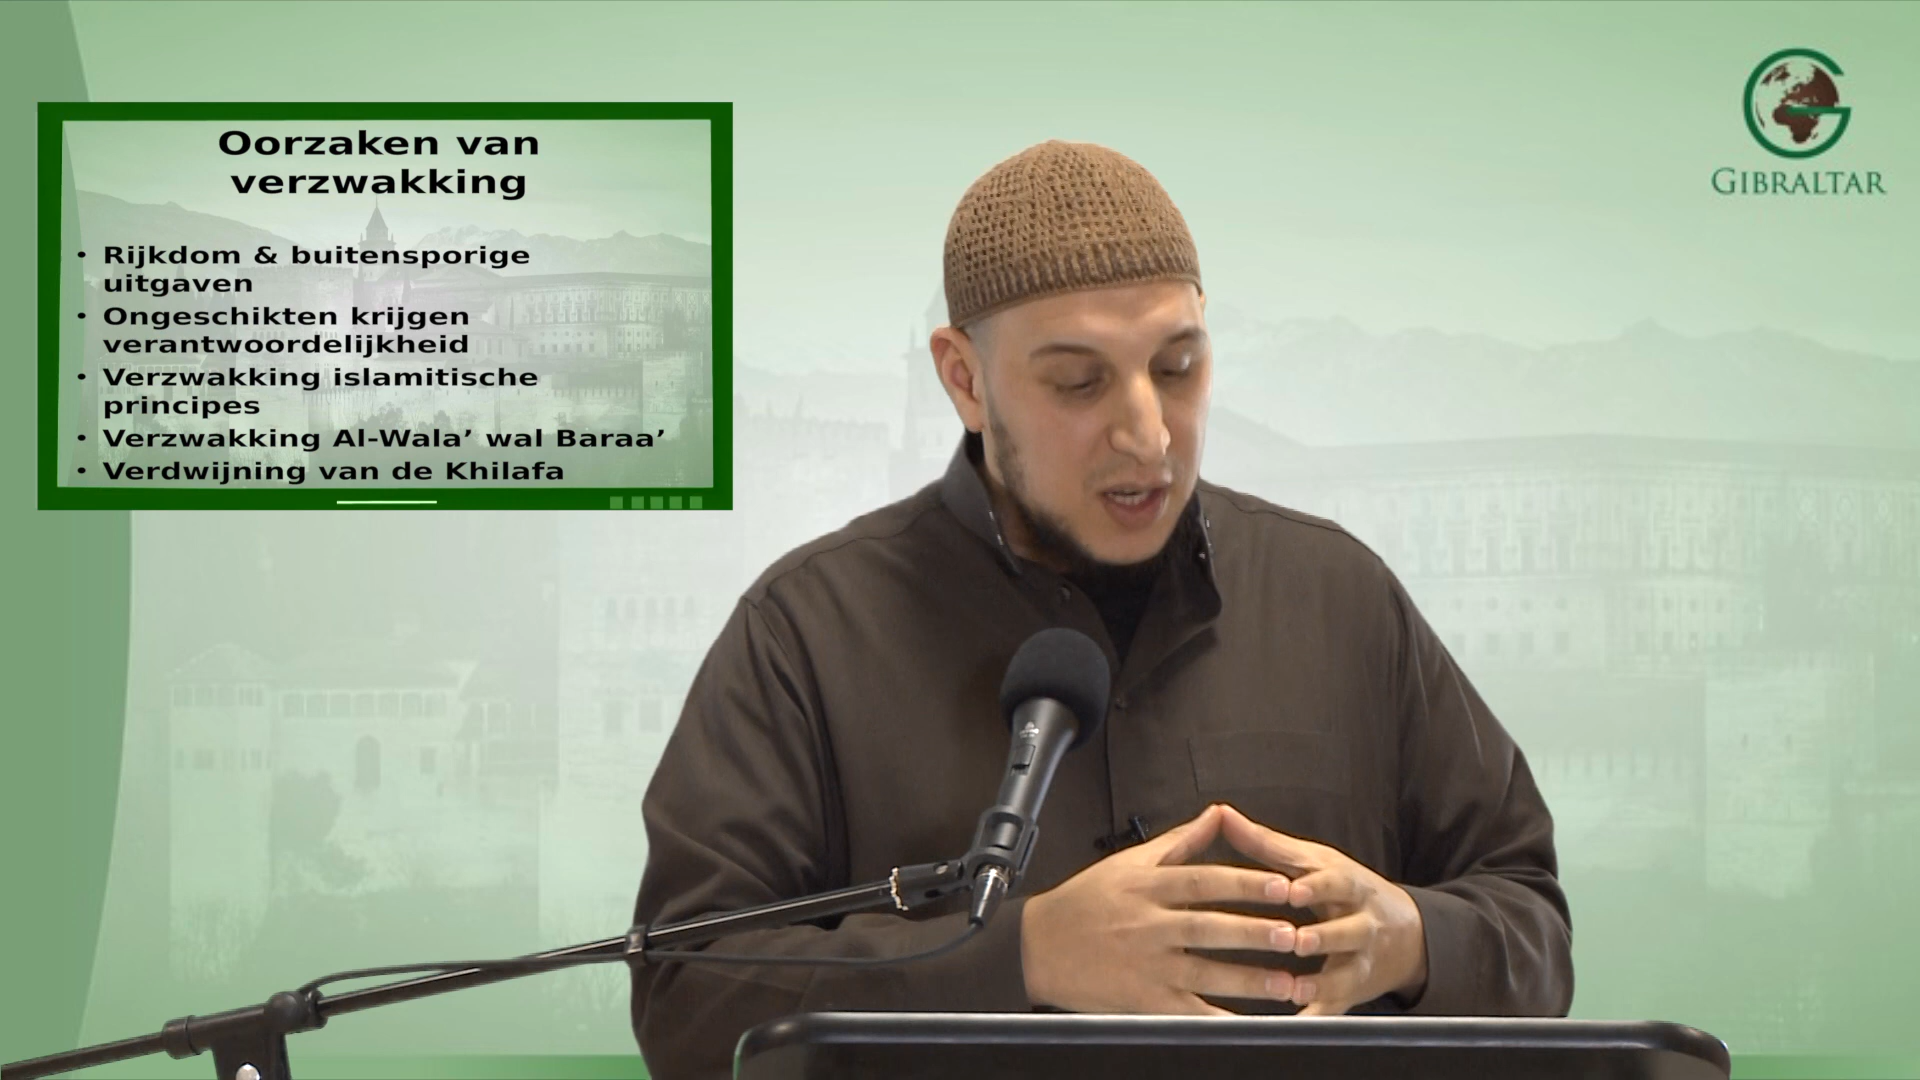 Oorzaken van
verzwakking
• Rijkdom & buitensporige
uitgaven
• Ongeschikten krijgen
verantwoordelijkheid
• Verzwakking islamitische
principes
• Verzwakking Al-Wala’ wal Baraa’
• Verdwijning van de Khilafa
GIBRALTAR